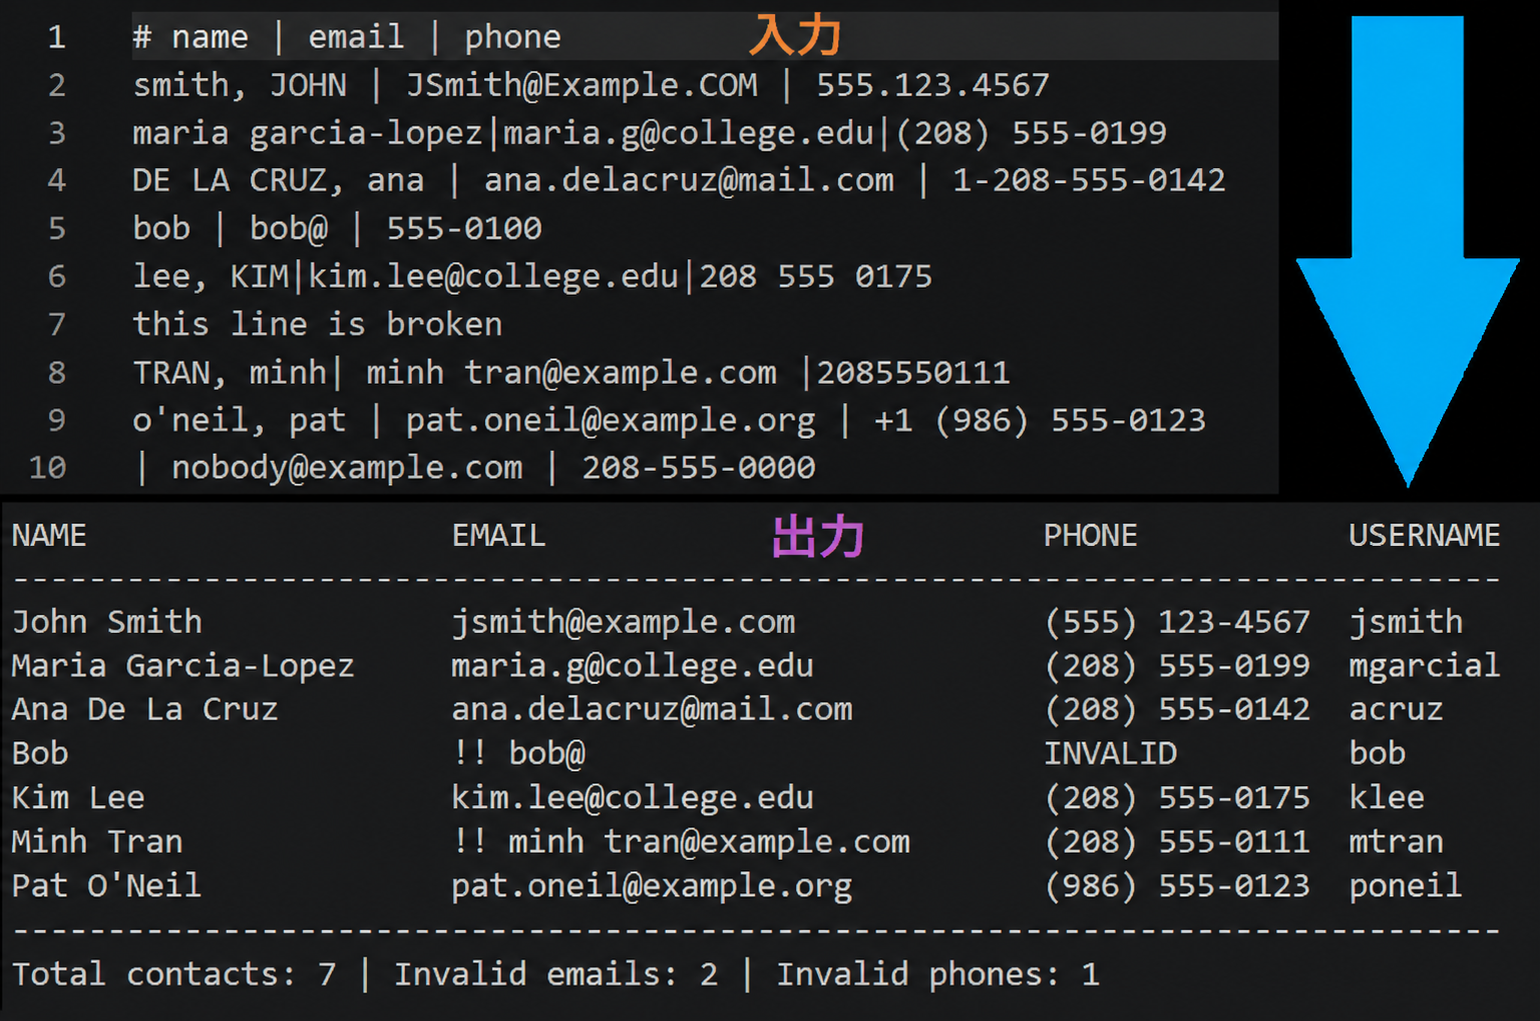 1 # name | email | phone 入力
2 smith, JOHN | JSmith@Example.COM | 555.123.4567
3 maria garcia-lopez|maria.g@college.edu|(208) 555-0199
4 DE LA CRUZ, ana | ana.delacruz@mail.com | 1-208-555-0142
5 bob | bob@ | 555-0100
6 lee, KIM|kim.lee@college.edu|208 555 0175
7 this line is broken
8 TRAN, minh| minh tran@example.com |2085550111
9 o'neil, pat | pat.oneil@example.org | +1 (986) 555-0123
10 | nobody@example.com | 208-555-0000
NAME EMAIL 出力 PHONE USERNAME
------------------------------------------------------------------------------
John Smith jsmith@example.com (555) 123-4567 jsmith
Maria Garcia-Lopez maria.g@college.edu (208) 555-0199 mgarcial
Ana De La Cruz ana.delacruz@mail.com (208) 555-0142 acruz
Bob !! bob@ INVALID bob
Kim Lee kim.lee@college.edu (208) 555-0175 klee
Minh Tran !! minh tran@example.com (208) 555-0111 mtran
Pat O'Neil pat.oneil@example.org (986) 555-0123 poneil
------------------------------------------------------------------------------
Total contacts: 7 | Invalid emails: 2 | Invalid phones: 1